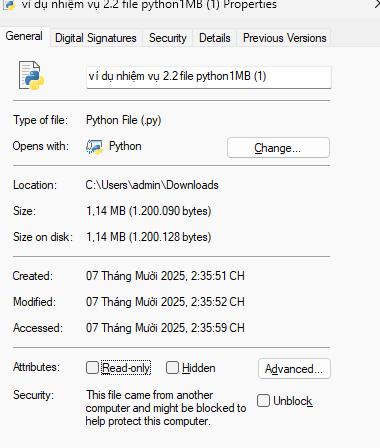 ví dụ nhiệm vụ 2.2 file python1MB (1) Properties
General Digital Signatures Security Details Previous Versions
ví dụ nhiệm vụ 2.2 file python1MB (1)
Type of file: Python File (.py)
Opens with: Python Change...
Location: C:\Users\admin\Downloads
Size: 1,14 MB (1.200.090 bytes)
Size on disk: 1,14 MB (1.200.128 bytes)
Created: 07 Tháng Mười 2025, 2:35:51 CH
Modified: 07 Tháng Mười 2025, 2:35:52 CH
Accessed: 07 Tháng Mười 2025, 2:35:59 CH
Attributes: Read-only Hidden Advanced...
Security: This file came from another
computer and might be blocked to
help protect this computer.
Unblock